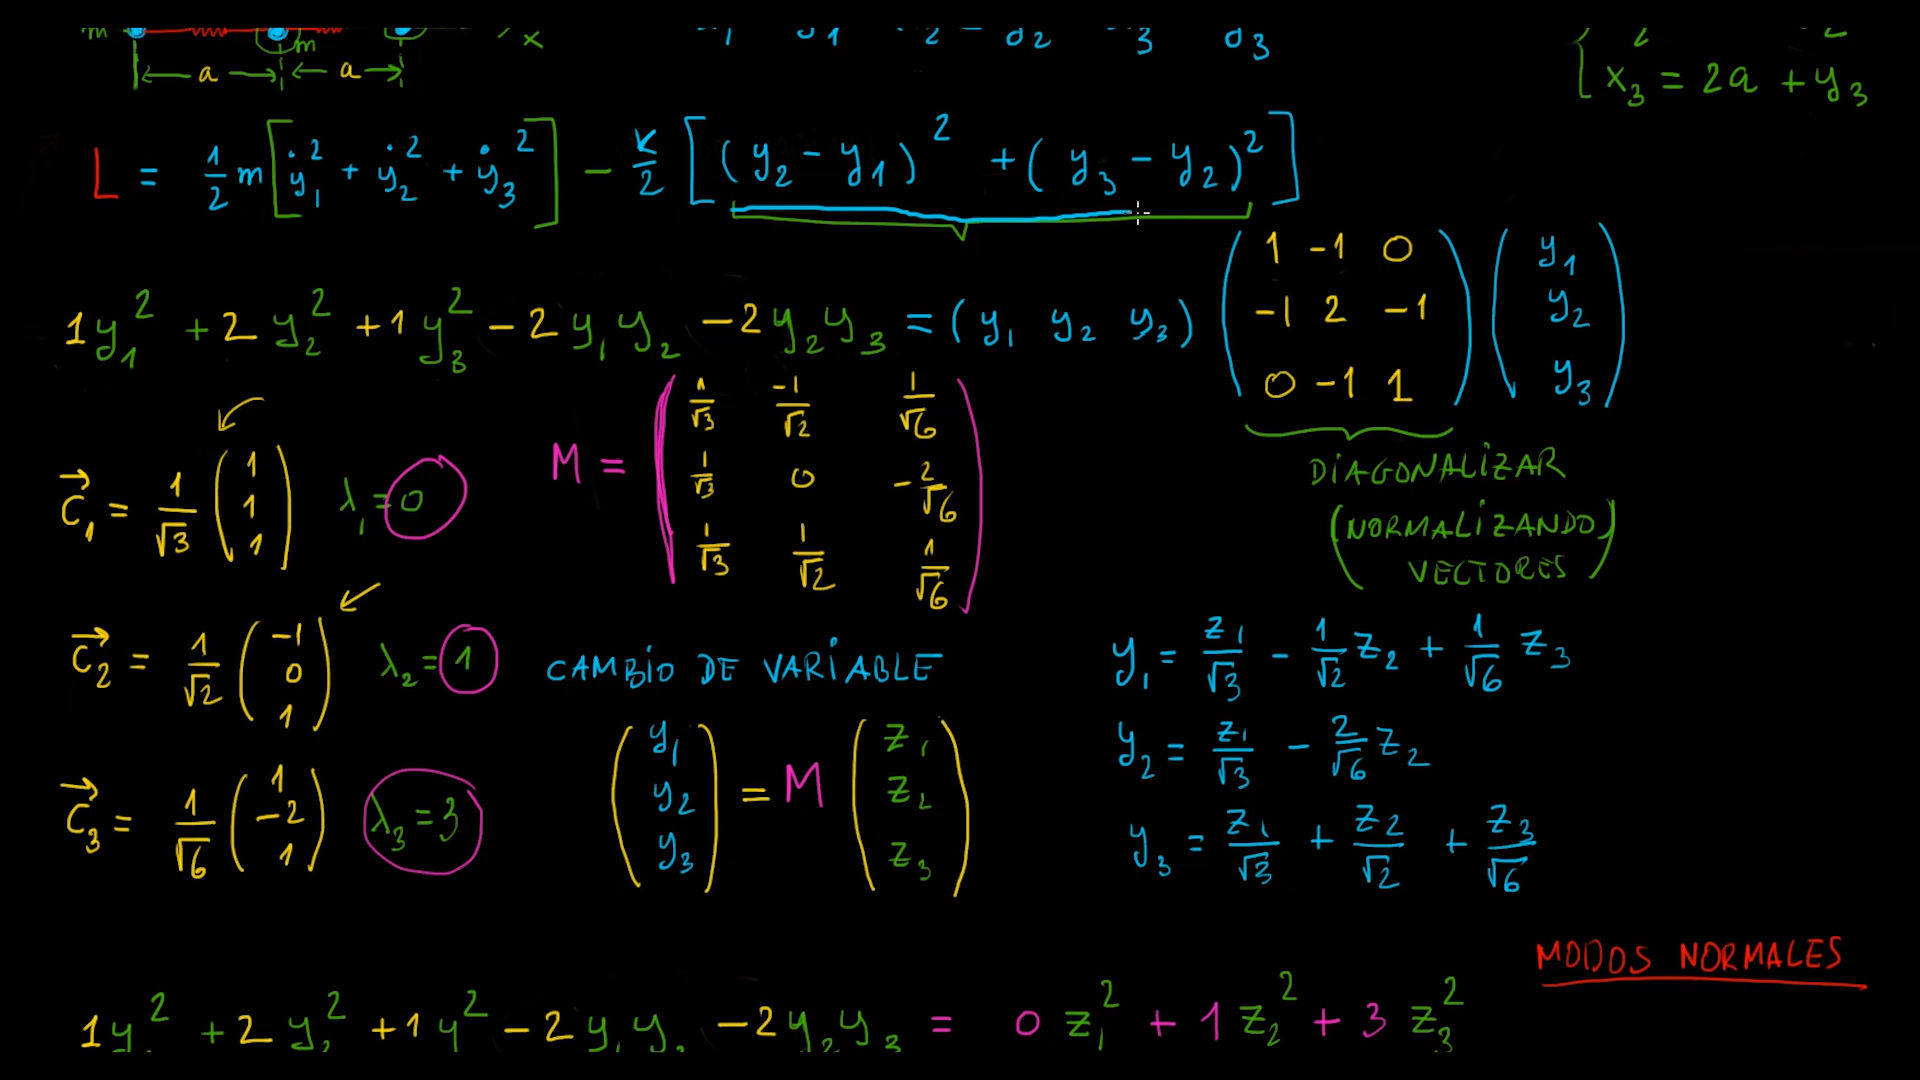 m m x
a a
x₃ = 2a + y₃
L = 1/2 m [ẏ₁² + ẏ₂² + ẏ₃²] - k/2 [(y₂ - y₁)² + (y₃ - y₂)²]
1y₁² + 2y₂² + 1y₃² - 2y₁y₂ - 2y₂y₃ = (y₁ y₂ y₃) (1 -1 0; -1 2 -1; 0 -1 1) (y₁; y₂; y₃)
DIAGONALIZAR
(NORMALIZANDO
VECTORES)
M = (1/√3 -1/√2 1/√6; 1/√3 0 -2/√6; 1/√3 1/√2 1/√6)
C⃗₁ = 1/√3 (1; 1; 1) λ₁ = 0
C⃗₂ = 1/√2 (-1; 0; 1) λ₂ = 1
C⃗₃ = 1/√6 (1; -2; 1) λ₃ = 3
CAMBIO DE VARIABLE
(y₁; y₂; y₃) = M (z₁; z₂; z₃)
y₁ = z₁/√3 - 1/√2 z₂ + 1/√6 z₃
y₂ = z₁/√3 - 2/√6 z₂
y₃ = z₁/√3 + z₂/√2 + z₃/√6
MODOS NORMALES
1y₁² + 2y₂² + 1y² - 2y₁y₂ - 2y₂y₃ = 0z₁² + 1z₂² + 3z₃²